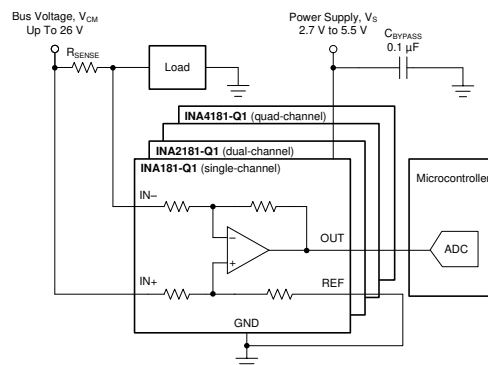 Bus Voltage, VCM
Up To 26 V
Power Supply, VS
2.7 V to 5.5 V
CBYPASS
0.1 µF
RSENSE
Load
INA4181-Q1 (quad-channel)
INA2181-Q1 (dual-channel)
INA181-Q1 (single-channel)
Microcontroller
IN−
−
OUT
ADC
+
IN+
REF
GND